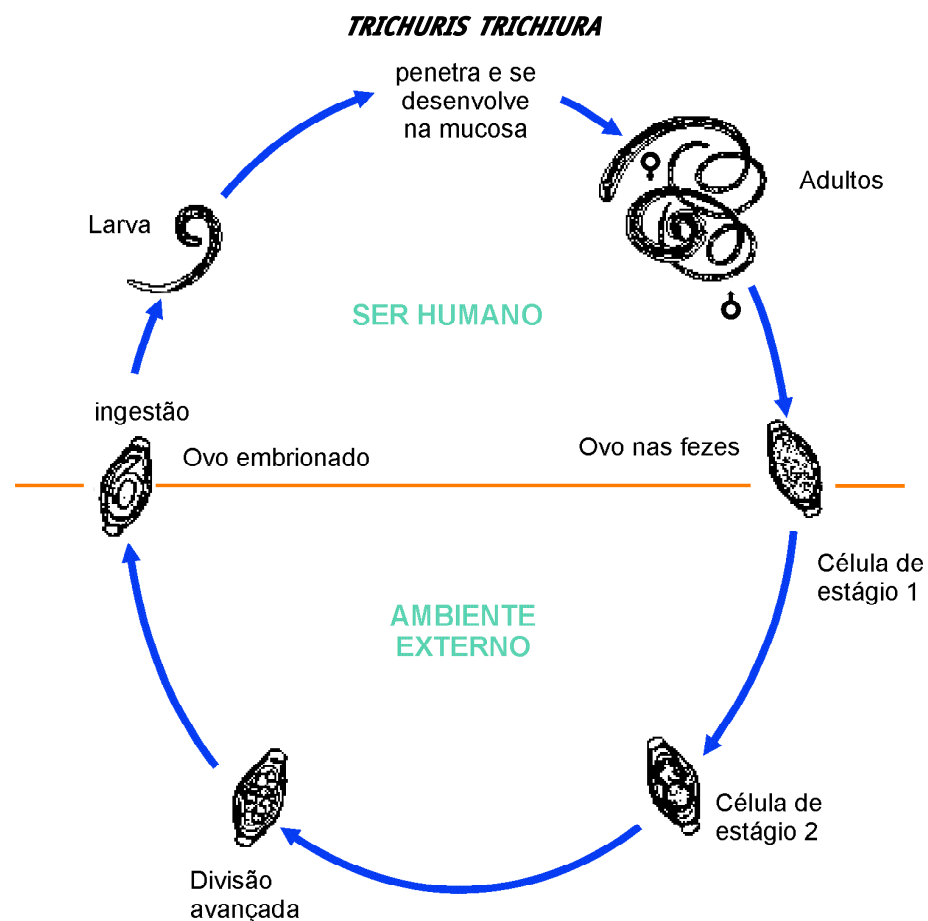 TRICHURIS TRICHIURA
penetra e se
desenvolve
na mucosa
Adultos
Larva
SER HUMANO
ingestão
Ovo embrionado
Ovo nas fezes
Célula de
estágio 1
AMBIENTE
EXTERNO
Célula de
estágio 2
Divisão
avançada